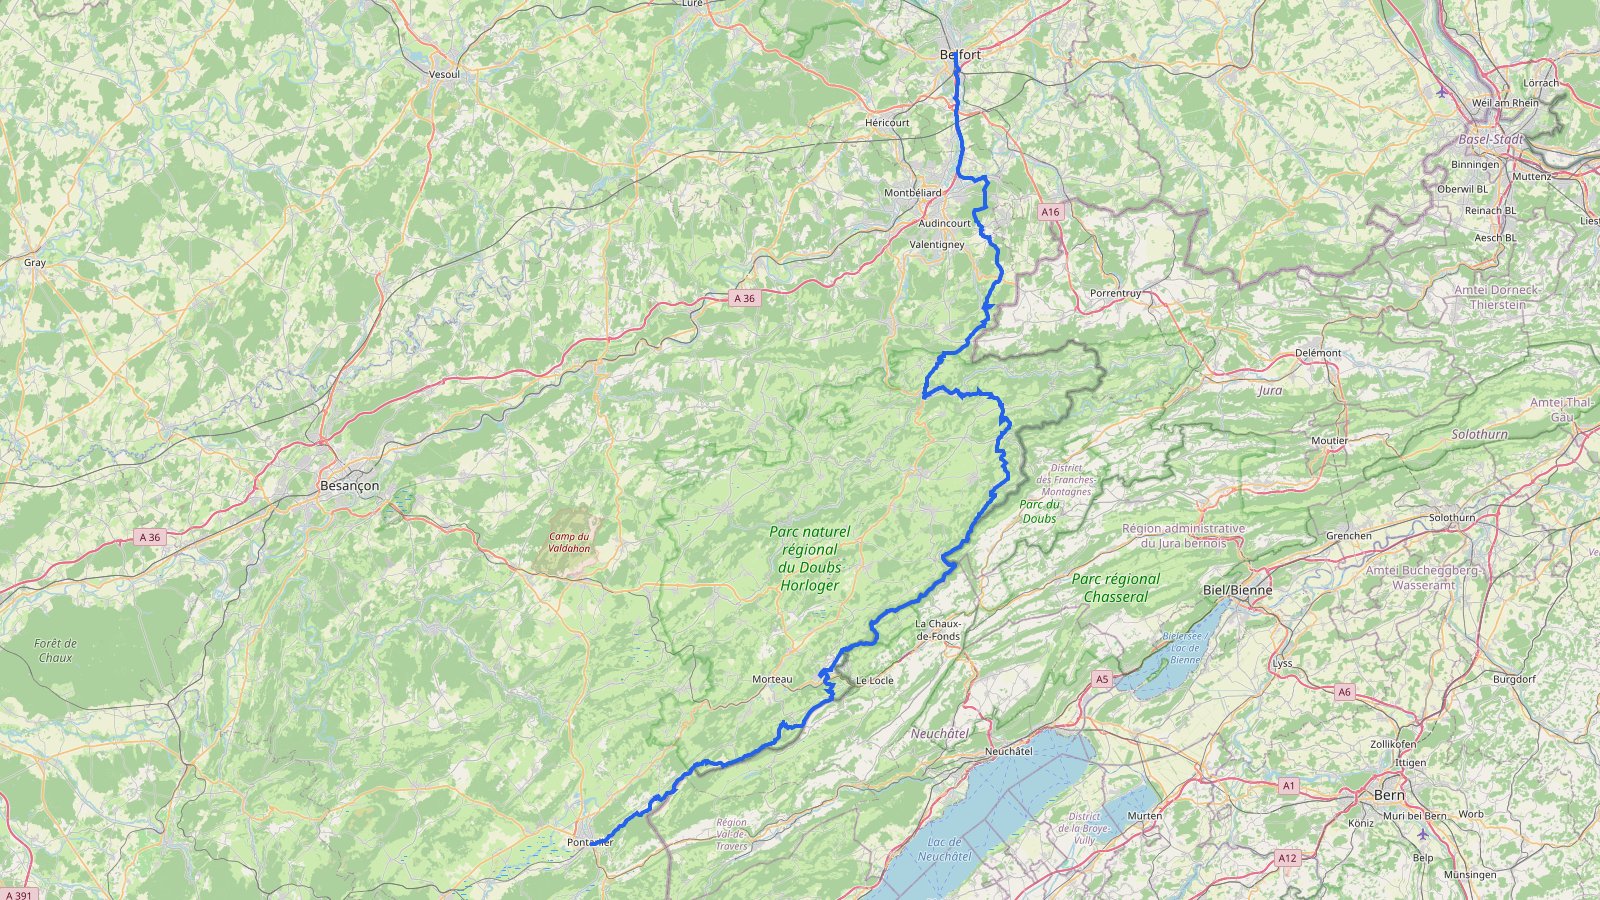 Lure
Belfort
Vesoul
Lörrach
Weil am Rhein
Héricourt
Basel-Stadt
Binningen
Muttenz
Montbéliard
Oberwil BL
Reinach BL
A16
Audincourt
Aesch BL
Valentigney
Gray
Porrentruy
A 36
Amtei Dorneck-
Thierstein
Delémont
Jura
Amtei Thal-
Gäu
Solothurn
Moutier
District
des Franches-
Montagnes
Besançon
Parc du
Doubs
Solothurn
Région administrative
du Jura bernois
Grenchen
Camp du
Valdahon
A 36
Parc naturel
régional
du Doubs
Horloger
Parc régional
Chasseral
Amtei Bucheggberg-
Wasseramt
Biel/Bienne
La Chaux-
de-Fonds
Forêt de
Chaux
Bielersee /
Lac de
Bienne
Lyss
Morteau
Le Locle
A5
Burgdorf
A6
Neuchâtel
Neuchâtel
Zollikofen
Ittigen
A1
Bern
Région
Val-de-
Travers
District
de la Broye-
Vully
Murten
Muri bei Bern
Worb
Köniz
Pontarlier
Lac de
Neuchâtel
A12
Belp
Münsingen
A 391